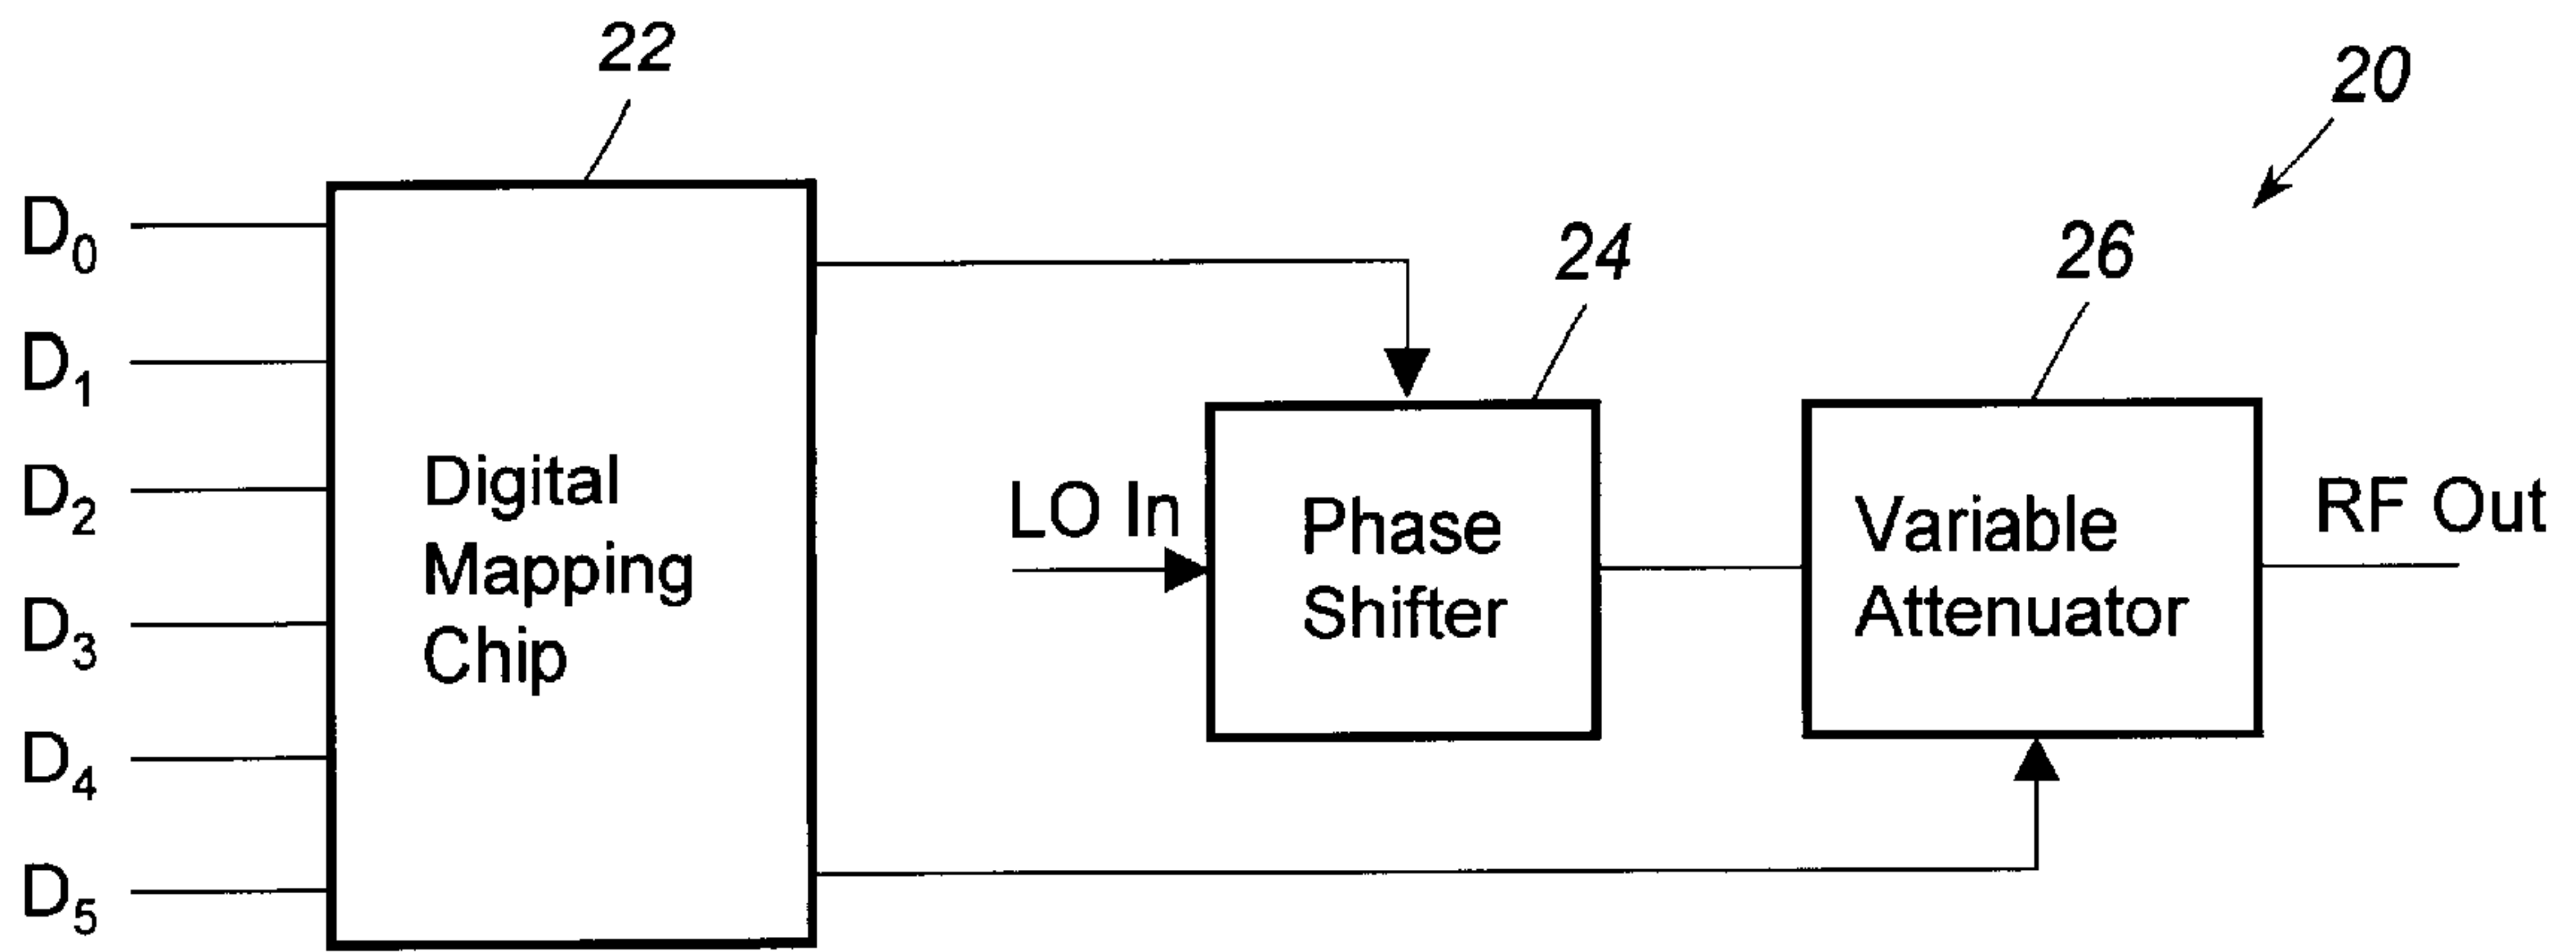 22
20
D0
D1
D2
D3
D4
D5
Digital
Mapping
Chip
24
26
LO In
Phase
Shifter
Variable
Attenuator
RF Out